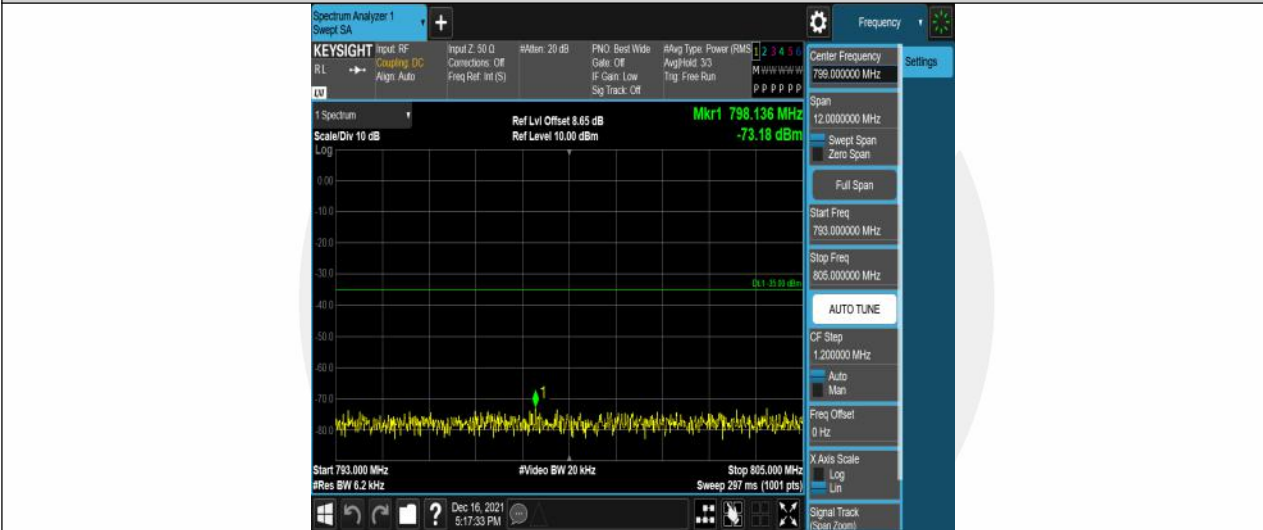 Spectrum Analyzer 1
Swept SA
+
Frequency
KEYSIGHT
RL
LV
Input: RF
Coupling: DC
Align: Auto
Input Z: 50 Ω
Corrections: Off
Freq Ref: Int (S)
#Atten: 20 dB
PNO: Best Wide
Gate: Off
IF Gain: Low
Sig Track: Off
#Avg Type: Power (RMS
Avg|Hold: 3/3
Trig: Free Run
1 2 3 4 5 6
M W W W W W
P P P P P P
1 Spectrum
Scale/Div 10 dB
Log
Ref Lvl Offset 8.65 dB
Ref Level 10.00 dBm
Mkr1 798.136 MHz
-73.18 dBm
0.00
-10.0
-20.0
-30.0
DL1 -35.00 dBm
-40.0
-50.0
-60.0
-70.0
1
-80.0
Start 793.000 MHz
#Res BW 6.2 kHz
#Video BW 20 kHz
Stop 805.000 MHz
Sweep 297 ms (1001 pts)
?
Dec 16, 2021
5:17:33 PM
Center Frequency
799.000000 MHz
Settings
Span
12.0000000 MHz
Swept Span
Zero Span
Full Span
Start Freq
793.000000 MHz
Stop Freq
805.000000 MHz
AUTO TUNE
CF Step
1.200000 MHz
Auto
Man
Freq Offset
0 Hz
X Axis Scale
Log
Lin
Signal Track
(Span Zoom)